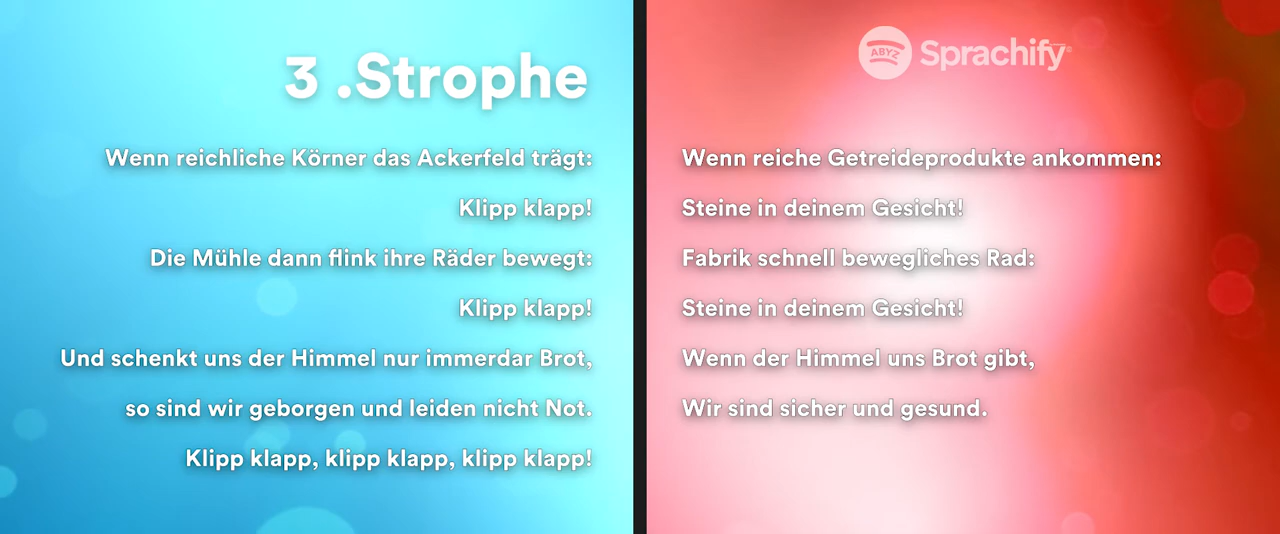 3 .Strophe
Wenn reichliche Körner das Ackerfeld trägt:
Klipp klapp!
Die Mühle dann flink ihre Räder bewegt:
Klipp klapp!
Und schenkt uns der Himmel nur immerdar Brot,
so sind wir geborgen und leiden nicht Not.
Klipp klapp, klipp klapp, klipp klapp!
ABYZ Sprachify®
Wenn reiche Getreideprodukte ankommen:
Steine in deinem Gesicht!
Fabrik schnell bewegliches Rad:
Steine in deinem Gesicht!
Wenn der Himmel uns Brot gibt,
Wir sind sicher und gesund.